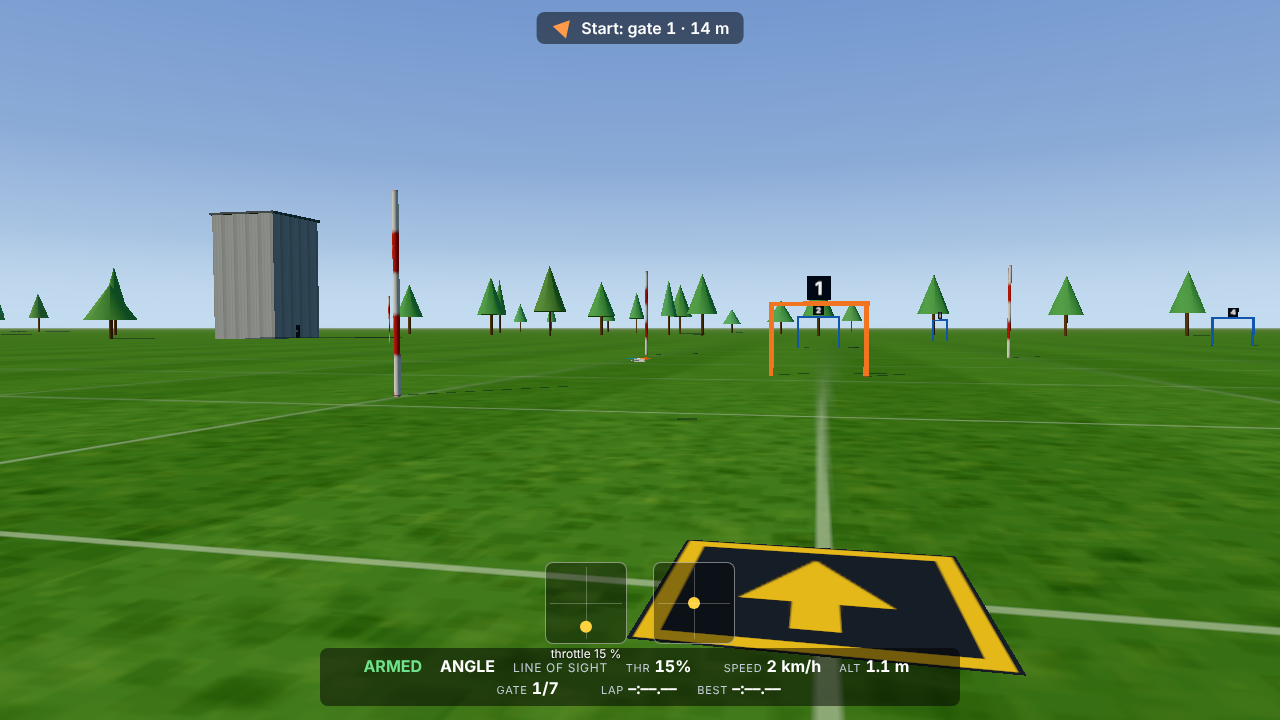 Start: gate 1 · 14 m
1
2
4
throttle 15 %
ARMED ANGLE LINE OF SIGHT THR 15% SPEED 2 km/h ALT 1.1 m
GATE 1/7 LAP –:––.–– BEST –:––.––